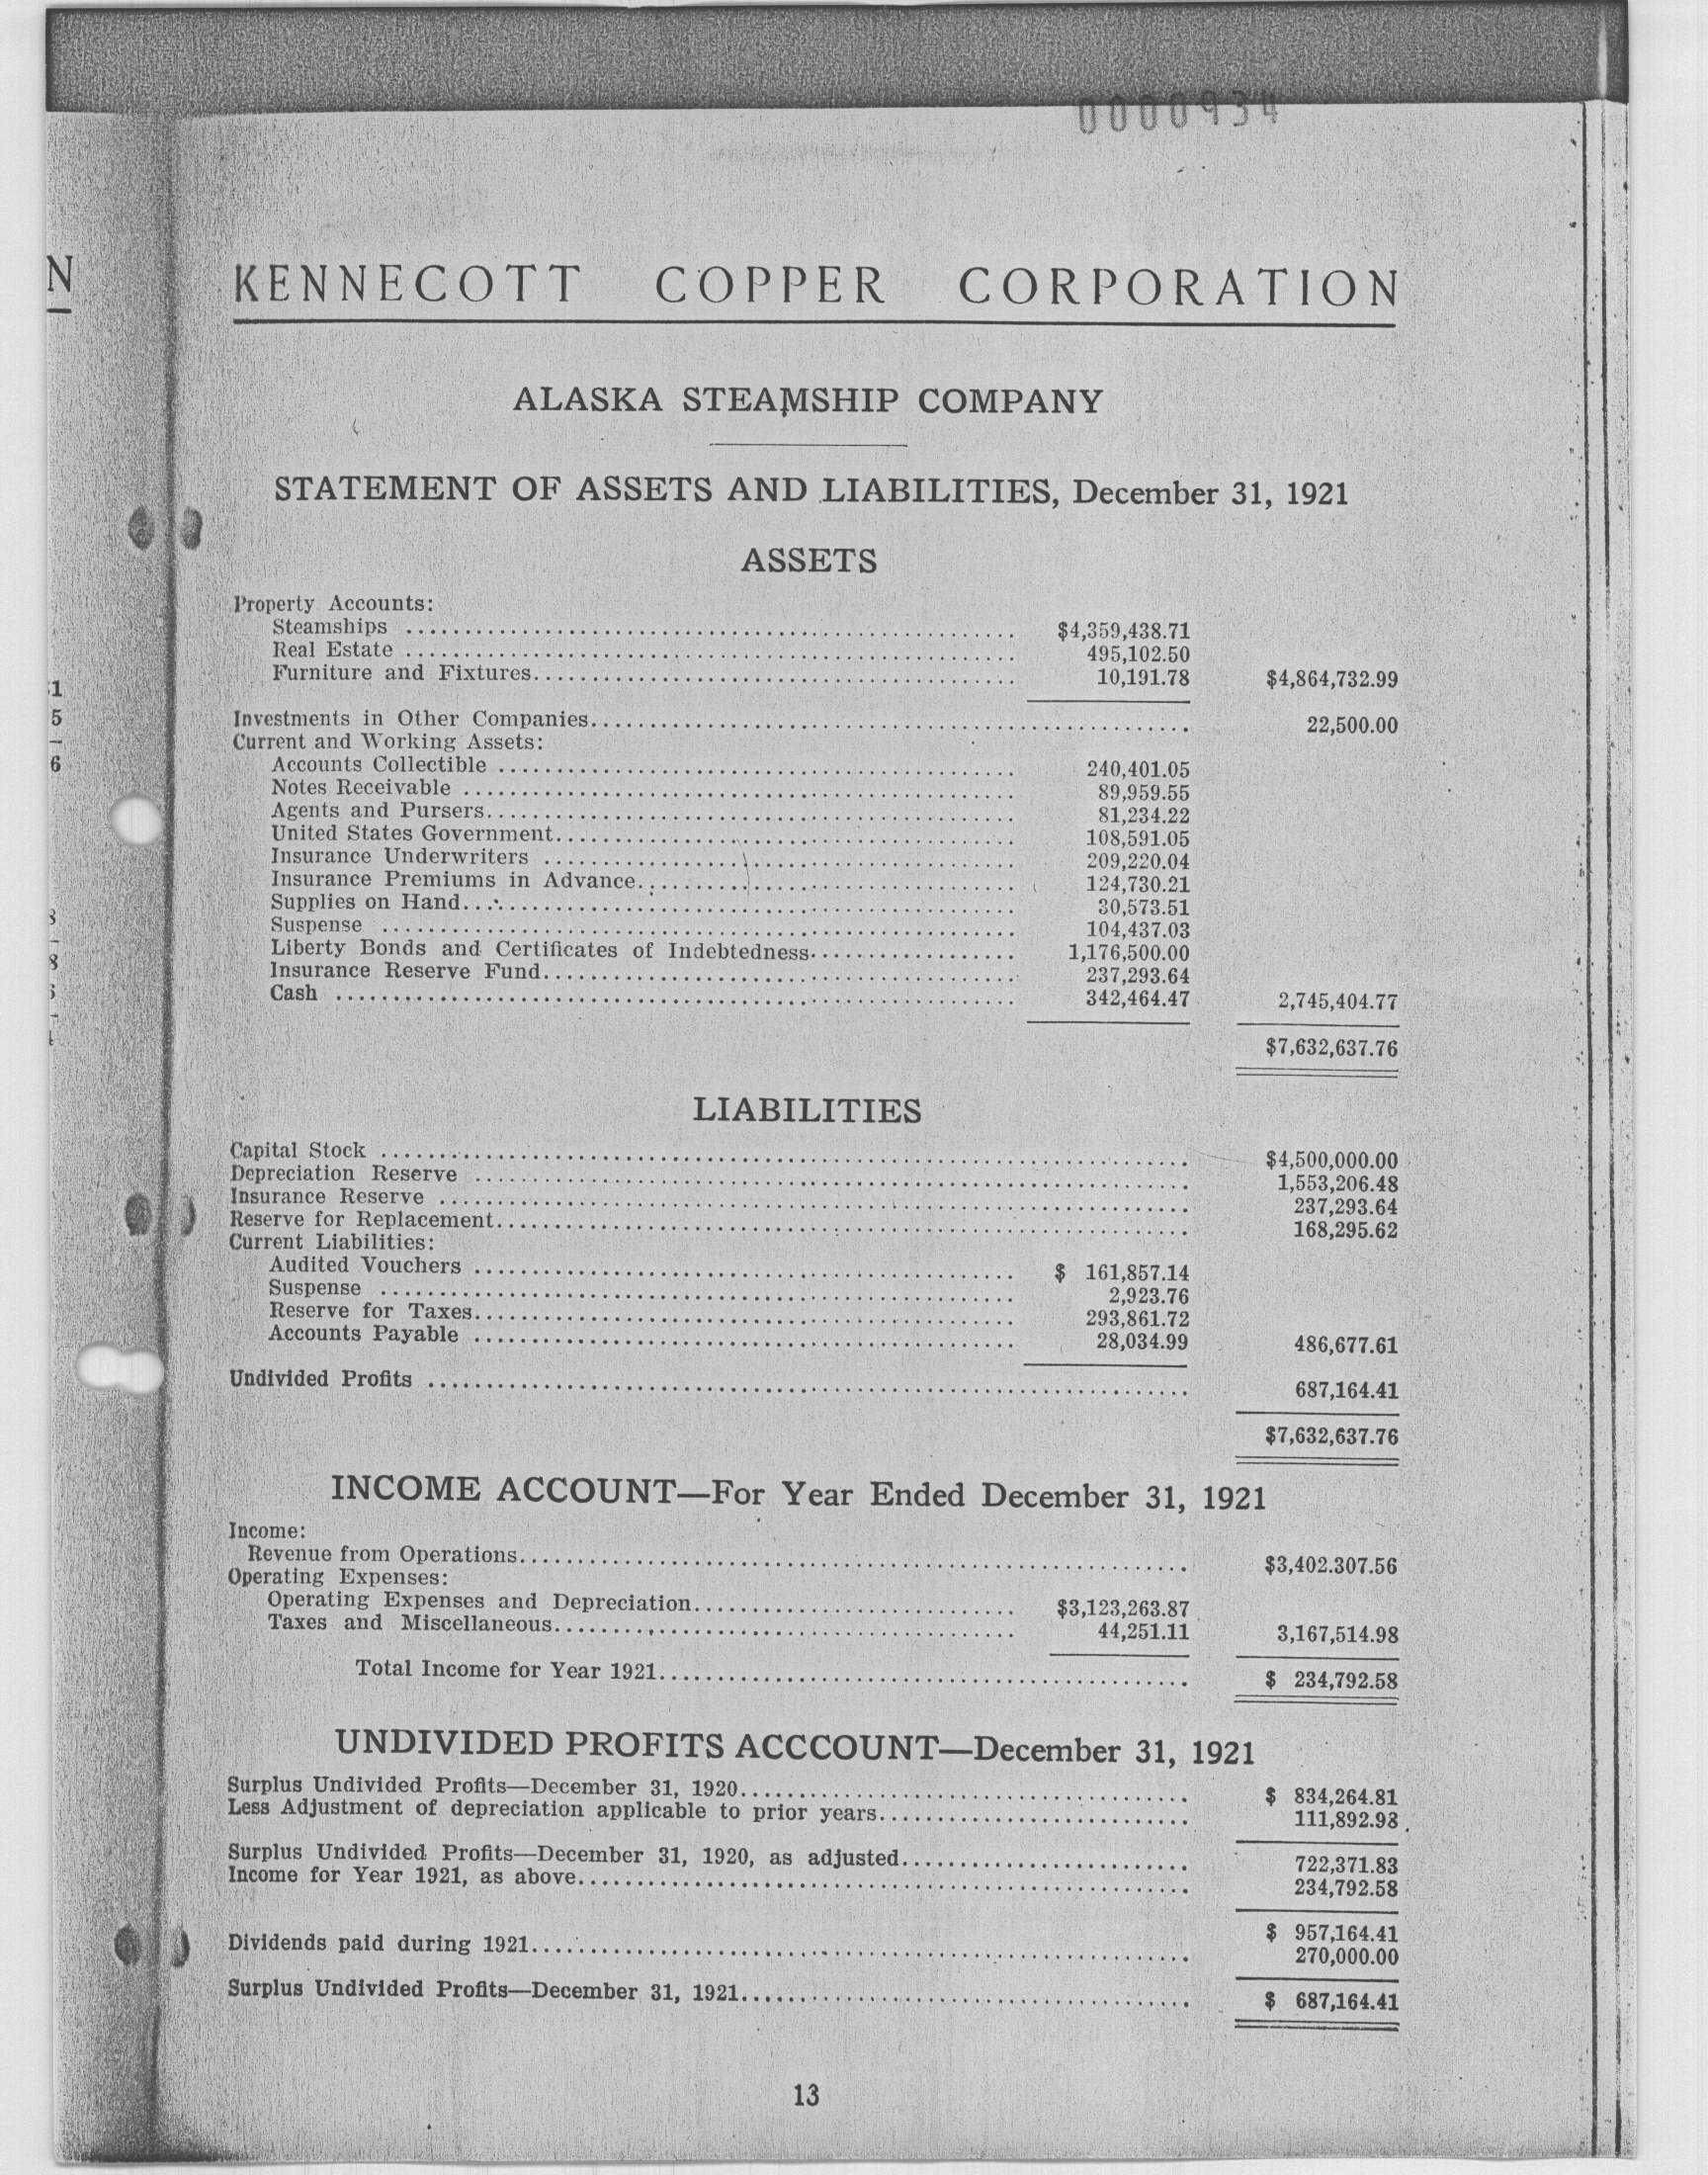 0000934
N
KENNECOTT COPPER CORPORATION
ALASKA STEAMSHIP COMPANY
STATEMENT OF ASSETS AND LIABILITIES, December 31, 1921
ASSETS
Property Accounts:
Steamships ........ $4,359,438.71
Real Estate ........ 495,102.50
Furniture and Fixtures........ 10,191.78 $4,864,732.99
Investments in Other Companies........ 22,500.00
Current and Working Assets:
Accounts Collectible ........ 240,401.05
Notes Receivable ........ 89,959.55
Agents and Pursers........ 81,234.22
United States Government........ 108,591.05
Insurance Underwriters ........ 209,220.04
Insurance Premiums in Advance........ 124,730.21
Supplies on Hand........ 30,573.51
Suspense ........ 104,437.03
Liberty Bonds and Certificates of Indebtedness........ 1,176,500.00
Insurance Reserve Fund........ 237,293.64
Cash ........ 342,464.47 2,745,404.77
$7,632,637.76
LIABILITIES
Capital Stock ........ $4,500,000.00
Depreciation Reserve ........ 1,553,206.48
Insurance Reserve ........ 237,293.64
Reserve for Replacement........ 168,295.62
Current Liabilities:
Audited Vouchers ........ $ 161,857.14
Suspense ........ 2,923.76
Reserve for Taxes........ 293,861.72
Accounts Payable ........ 28,034.99 486,677.61
Undivided Profits ........ 687,164.41
$7,632,637.76
INCOME ACCOUNT—For Year Ended December 31, 1921
Income:
Revenue from Operations........ $3,402.307.56
Operating Expenses:
Operating Expenses and Depreciation........ $3,123,263.87
Taxes and Miscellaneous........ 44,251.11 3,167,514.98
Total Income for Year 1921........ $ 234,792.58
UNDIVIDED PROFITS ACCCOUNT—December 31, 1921
Surplus Undivided Profits—December 31, 1920........ $ 834,264.81
Less Adjustment of depreciation applicable to prior years........ 111,892.98
Surplus Undivided Profits—December 31, 1920, as adjusted........ 722,371.83
Income for Year 1921, as above........ 234,792.58
$ 957,164.41
Dividends paid during 1921........ 270,000.00
Surplus Undivided Profits—December 31, 1921........ $ 687,164.41
13